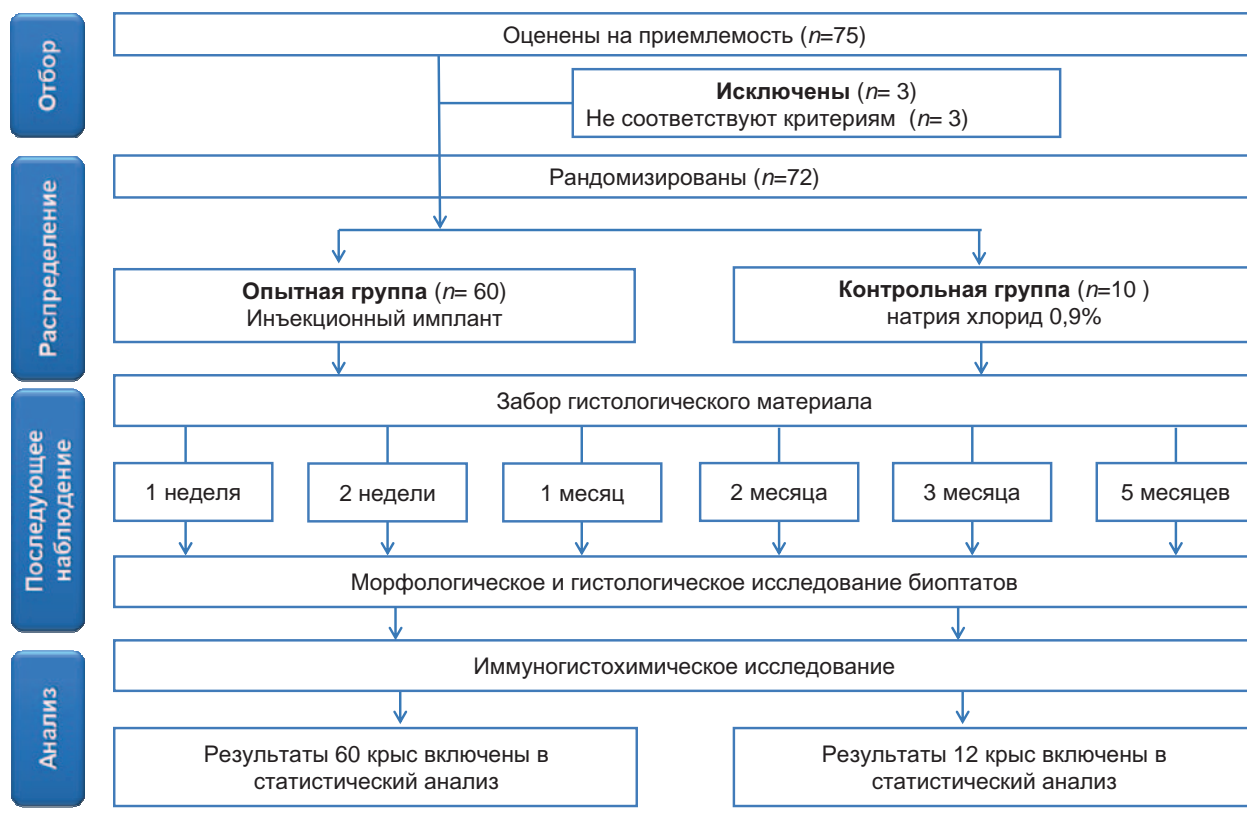 Отбор
Оценены на приемлемость (n=75)
Исключены (n= 3)
Не соответствуют критериям (n= 3)
Распределение
Рандомизированы (n=72)
Опытная группа (n= 60)
Инъекционный имплант
Контрольная группа (n=10 )
натрия хлорид 0,9%
Последующее
наблюдение
Забор гистологического материала
1 неделя
2 недели
1 месяц
2 месяца
3 месяца
5 месяцев
Морфологическое и гистологическое исследование биоптатов
Анализ
Иммуногистохимическое исследование
Результаты 60 крыс включены в
статистический анализ
Результаты 12 крыс включены в
статистический анализ